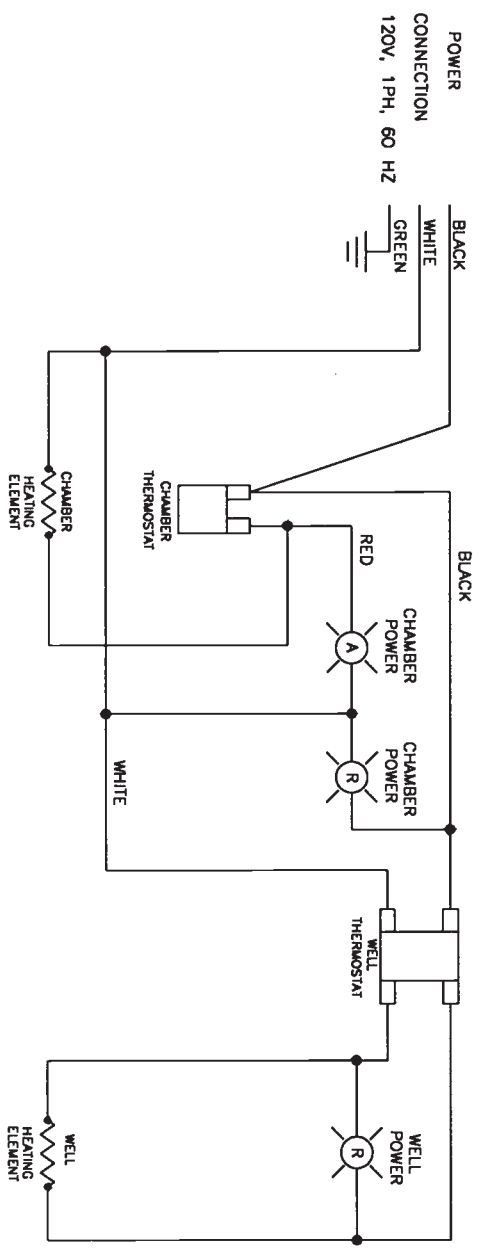 POWER
CONNECTION
120V, 1PH, 60 HZ
BLACK
WHITE
GREEN
BLACK
RED
CHAMBER
THERMOSTAT
CHAMBER
HEATING
ELEMENT
CHAMBER
POWER
A
CHAMBER
POWER
R
WHITE
WELL
THERMOSTAT
WELL
POWER
R
WELL
HEATING
ELEMENT